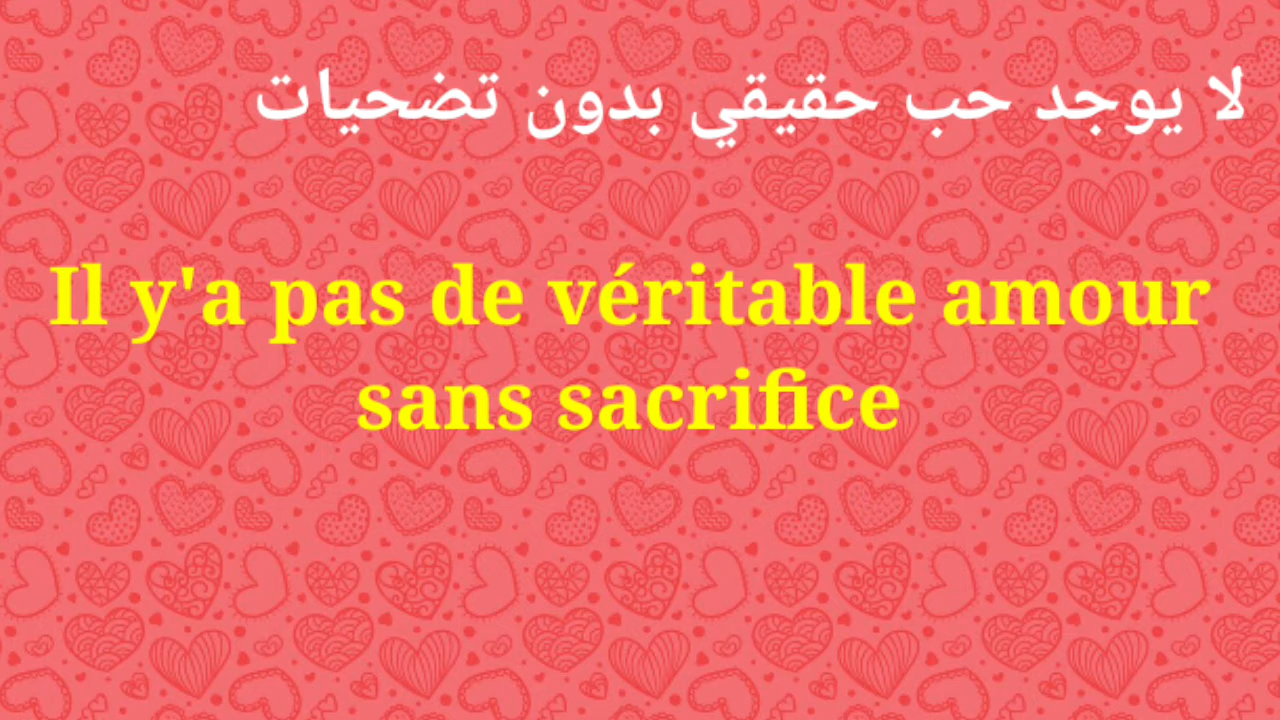 لا يوجد حب حقيقي بدون تضحيات
Il y'a pas de véritable amour
sans sacrifice